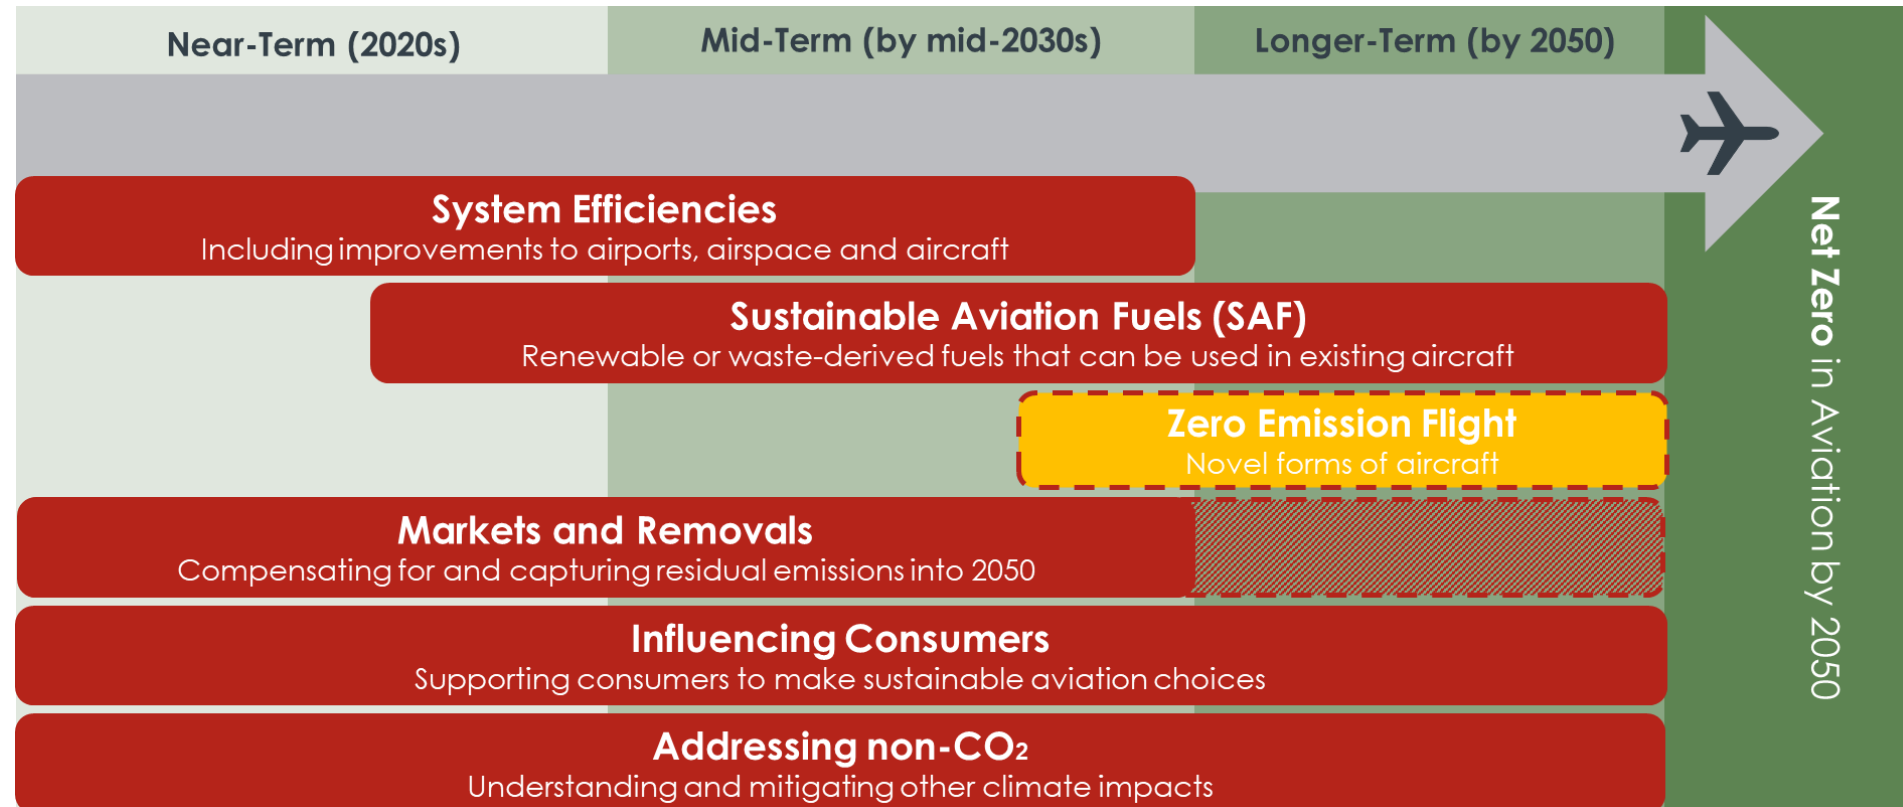 Near-Term (2020s)
Mid-Term (by mid-2030s)
Longer-Term (by 2050)
System Efficiencies
Including improvements to airports, airspace and aircraft
Sustainable Aviation Fuels (SAF)
Renewable or waste-derived fuels that can be used in existing aircraft
Zero Emission Flight
Novel forms of aircraft
Markets and Removals
Compensating for and capturing residual emissions into 2050
Influencing Consumers
Supporting consumers to make sustainable aviation choices
Addressing non-CO₂
Understanding and mitigating other climate impacts
Net Zero in Aviation by 2050